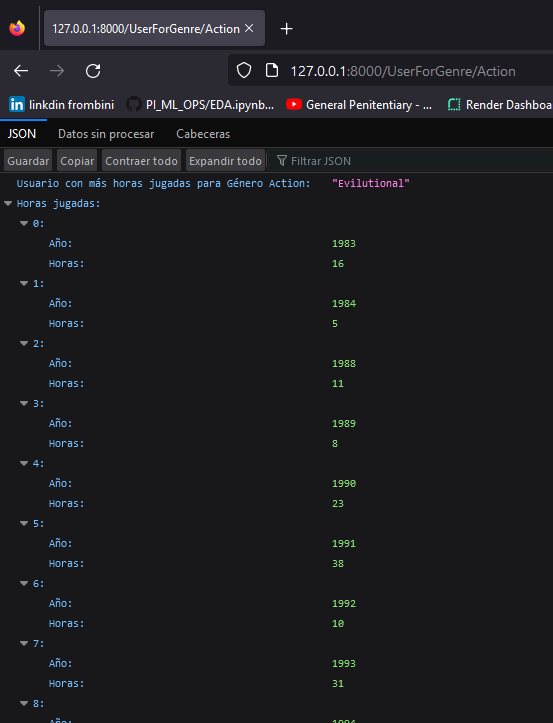 127.0.0.1:8000/UserForGenre/Action
127.0.0.1:8000/UserForGenre/Action
linkdin frombini PI_ML_OPS/EDA.ipynb... General Penitentiary - ... Render Dashboa
JSON Datos sin procesar Cabeceras
Guardar Copiar Contraer todo Expandir todo Filtrar JSON
Usuario con más horas jugadas para Género Action: "Evilutional"
Horas jugadas:
0:
Año: 1983
Horas: 16
1:
Año: 1984
Horas: 5
2:
Año: 1988
Horas: 11
3:
Año: 1989
Horas: 8
4:
Año: 1990
Horas: 23
5:
Año: 1991
Horas: 38
6:
Año: 1992
Horas: 10
7:
Año: 1993
Horas: 31
8:
Año: 1994